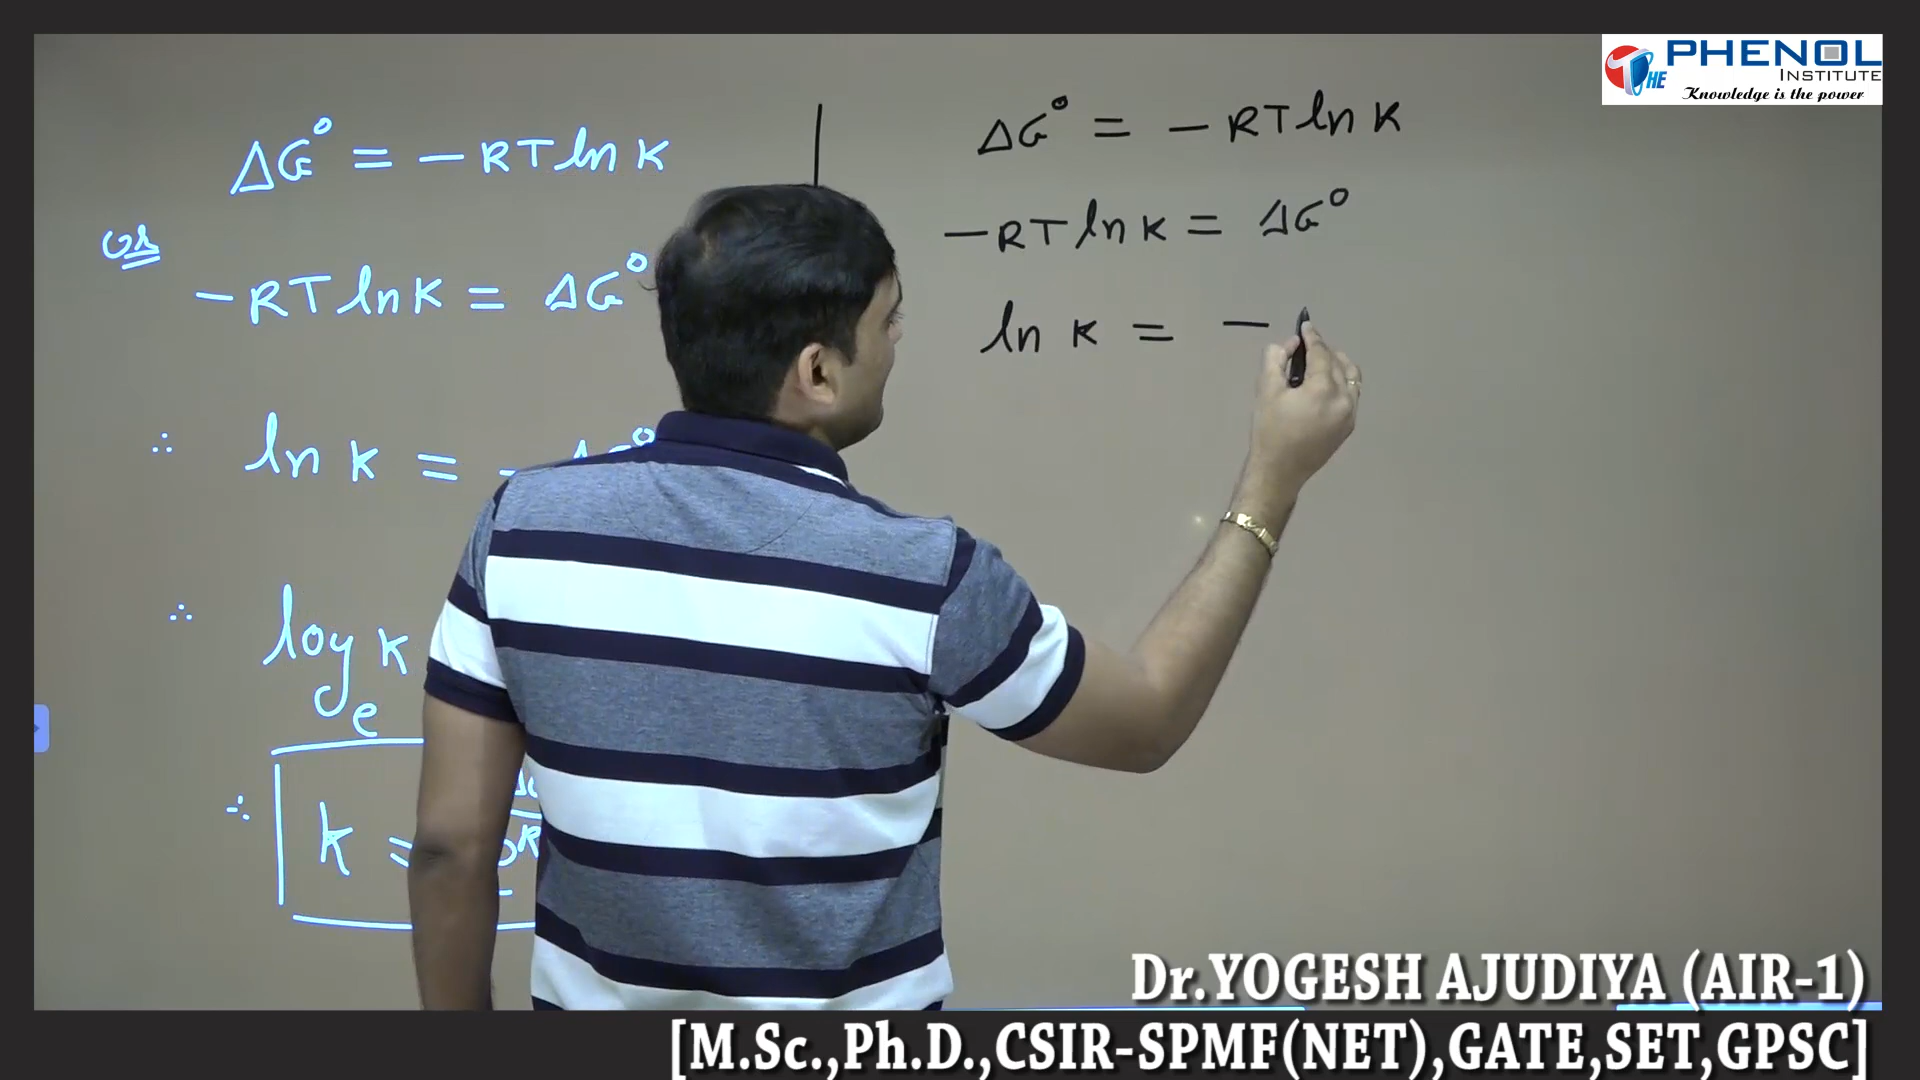 ΔG° = -RT ln K
or
-RT ln K = ΔG°
∴ ln K = - ΔG°
∴ log e K
∴ K =
ΔG° = -RT ln K
-RT ln K = ΔG°
ln K = -
THE PHENOL
INSTITUTE
Knowledge is the power
Dr.YOGESH AJUDIYA (AIR-1)
[M.Sc.,Ph.D.,CSIR-SPMF(NET),GATE,SET,GPSC]